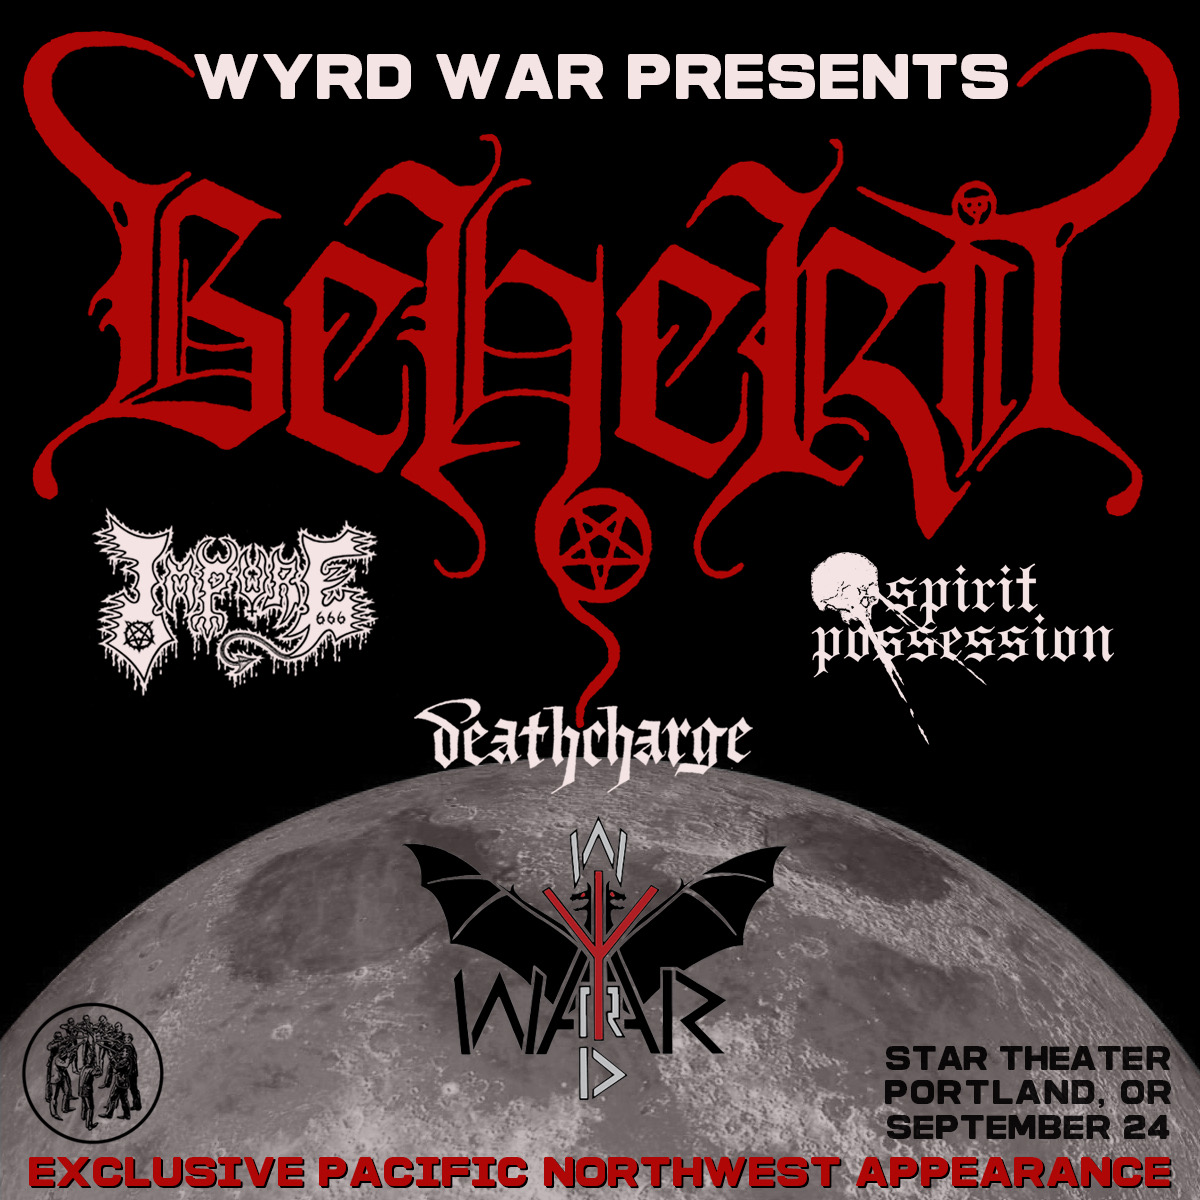 WYRD WAR PRESENTS
BEHERIT
IMPURE
666
spirit
possession
deathcharge
WYRD
WAR
STAR THEATER
PORTLAND, OR
SEPTEMBER 24
EXCLUSIVE PACIFIC NORTHWEST APPEARANCE